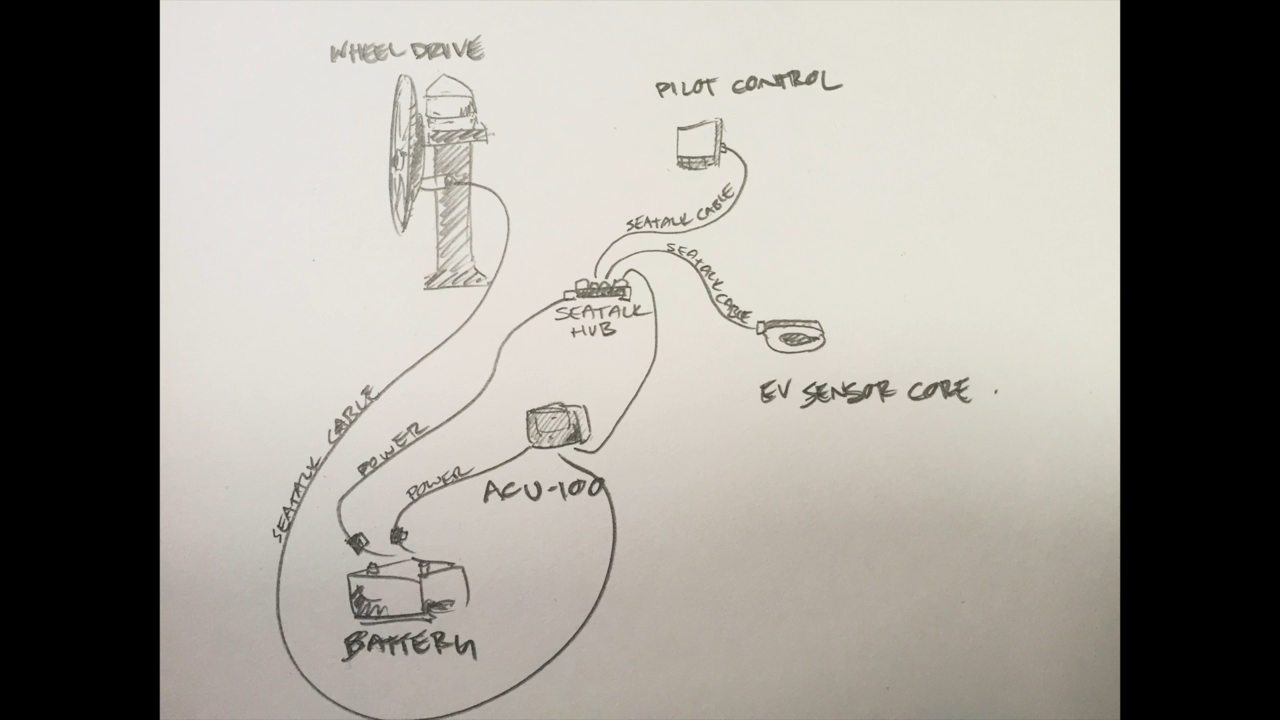 WHEEL DRIVE
PILOT CONTROL
SEATALK CABLE
SEATALK CABLE
SEATALK
HUB
EV SENSOR CORE .
SEATALK CABLE
POWER
POWER
ACU-100
BATTERY